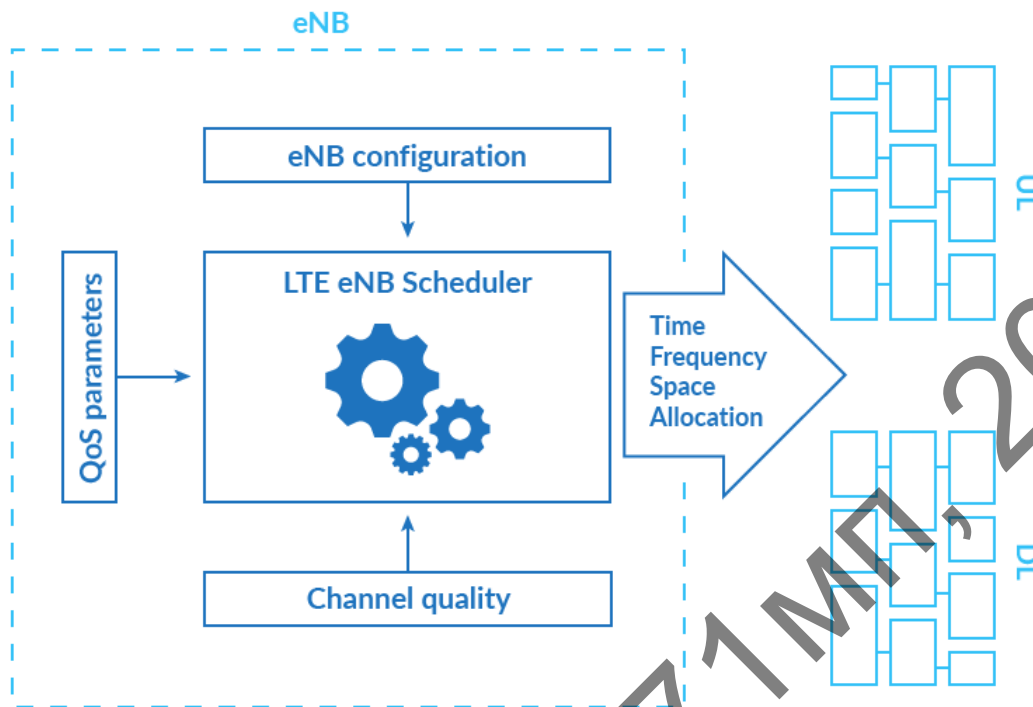 eNB
eNB configuration
QoS parameters
LTE eNB Scheduler
Time
Frequency
Space
Allocation
Channel quality
UL
DL